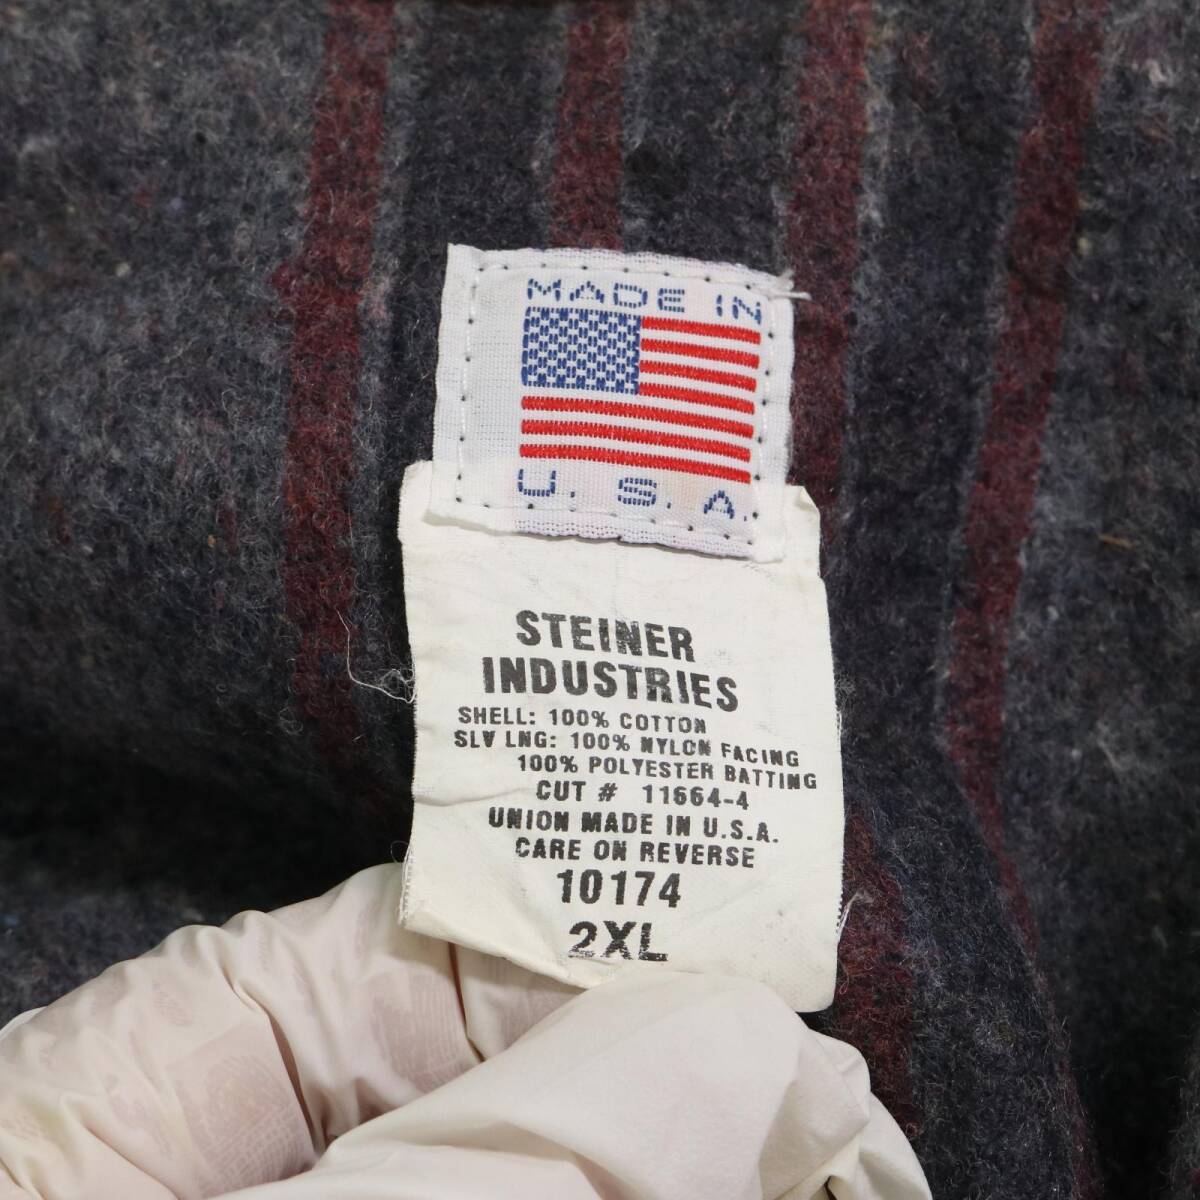 MADE IN
U. S. A.
STEINER
INDUSTRIES
SHELL: 100% COTTON
SLV LNG: 100% NYLON FACING
100% POLYESTER BATTING
CUT # 11664-4
UNION MADE IN U.S.A.
CARE ON REVERSE
10174
2XL